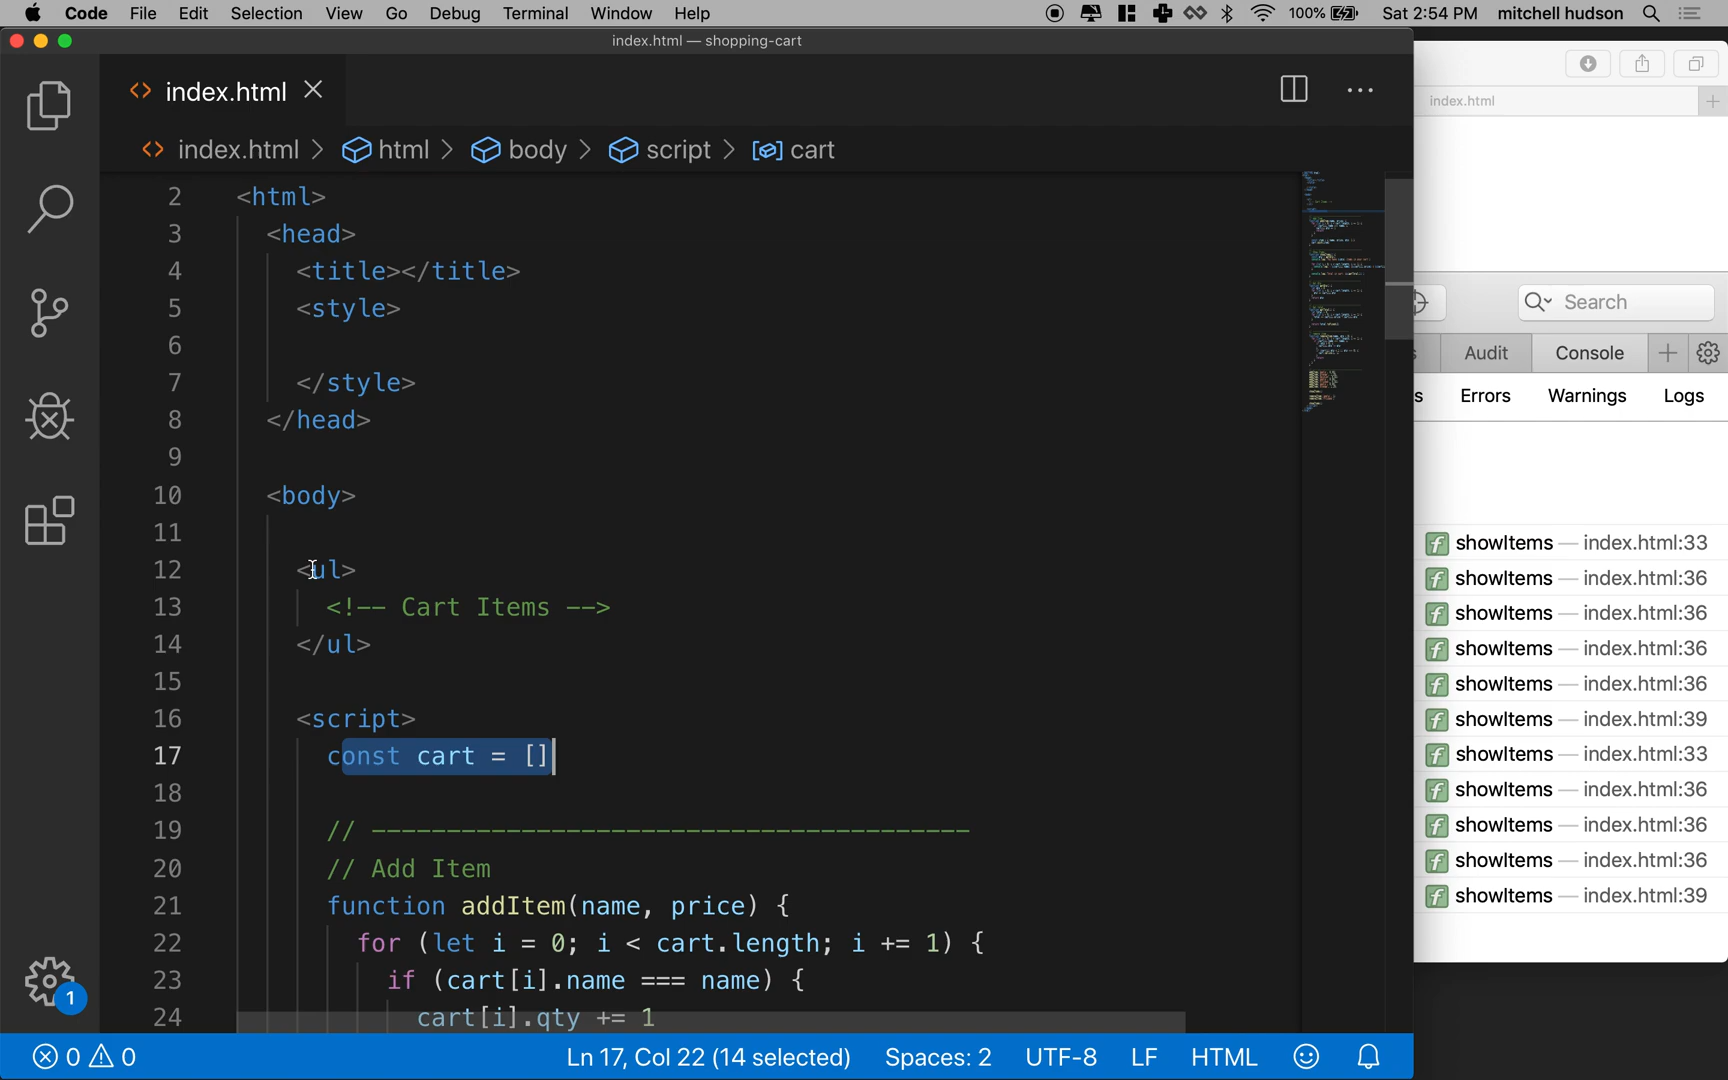 Code File Edit Selection View Go Debug Terminal Window Help 100% Sat 2:54 PM mitchell hudson
index.html — shopping-cart
index.html
index.html > html > body > script > cart
2 <html>
3 <head>
4 <title></title>
5 <style>
6
7 </style>
8 </head>
9
10 <body>
11
12 <ul>
13 <!-- Cart Items -->
14 </ul>
15
16 <script>
17 const cart = []
18
19 // ----------------------------------------
20 // Add Item
21 function addItem(name, price) {
22 for (let i = 0; i < cart.length; i += 1) {
23 if (cart[i].name === name) {
24 cart[i].qty += 1
1
0 0 Ln 17, Col 22 (14 selected) Spaces: 2 UTF-8 LF HTML
index.html
Search
s Audit Console
s Errors Warnings Logs
showItems — index.html:33
showItems — index.html:36
showItems — index.html:36
showItems — index.html:36
showItems — index.html:36
showItems — index.html:39
showItems — index.html:33
showItems — index.html:36
showItems — index.html:36
showItems — index.html:36
showItems — index.html:39